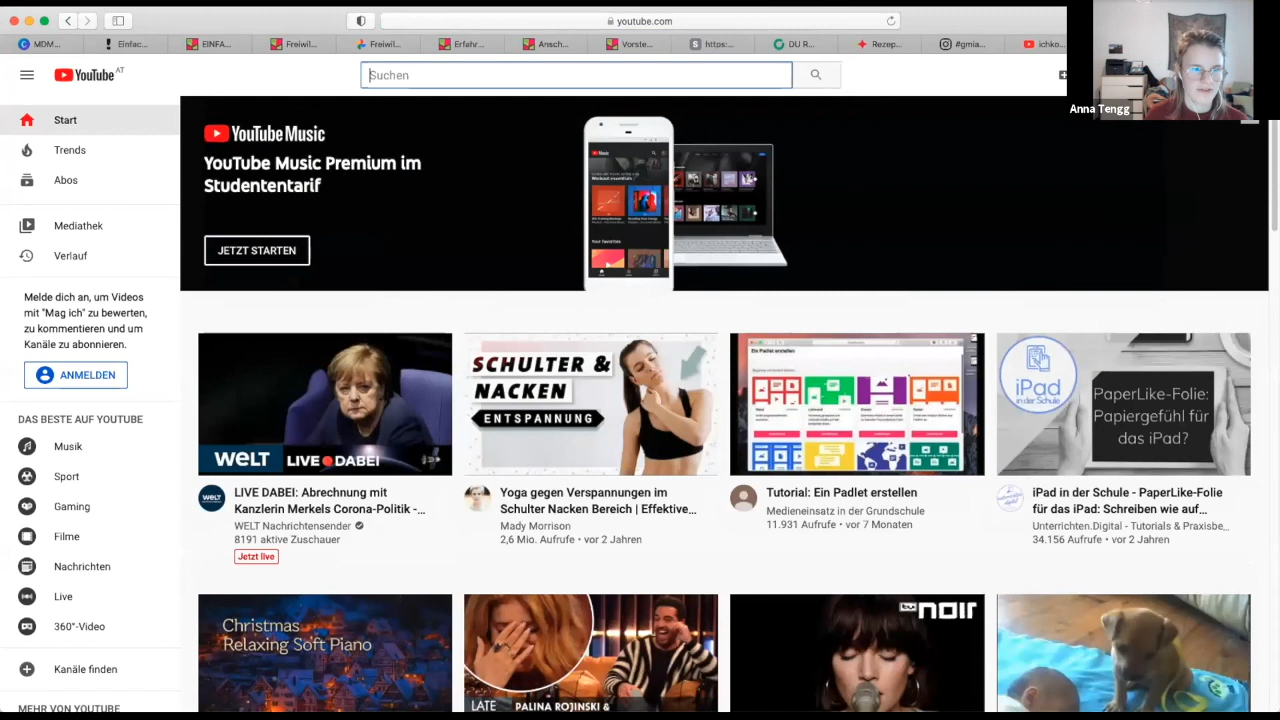 youtube.com
MDM...
Einfac...
EINFA...
Freiwil...
Freiwil...
Erfahr...
Ansch...
Vorste...
https:...
DU R...
Rezep...
#gmia...
ichko...
Anna Tengg
YouTube AT
Suchen
Start
Trends
Abos
Mediathek
Verlauf
Melde dich an, um Videos
mit "Mag ich" zu bewerten,
zu kommentieren und um
Kanäle zu abonnieren.
ANMELDEN
DAS BESTE AUF YOUTUBE
Musik
Sport
Gaming
Filme
Nachrichten
Live
360°-Video
Kanäle finden
MEHR VON YOUTUBE
YouTube Music
YouTube Music Premium im
Studententarif
JETZT STARTEN
welt LIVE DABEI
LIVE DABEI: Abrechnung mit
Kanzlerin Merkels Corona-Politik -...
WELT Nachrichtensender
8191 aktive Zuschauer
Jetzt live
SCHULTER &
NACKEN
ENTSPANNUNG
Yoga gegen Verspannungen im
Schulter Nacken Bereich | Effektive...
Mady Morrison
2,6 Mio. Aufrufe • vor 2 Jahren
Ein Padlet erstellen
Tutorial: Ein Padlet erstellen
Medieneinsatz in der Grundschule
11.931 Aufrufe • vor 7 Monaten
iPad
in der Schule
PaperLike-Folie:
Papiergefühl für
das iPad?
iPad in der Schule - PaperLike-Folie
für das iPad: Schreiben wie auf...
Unterrichten.Digital - Tutorials & Praxisbe...
34.156 Aufrufe • vor 2 Jahren
Christmas
Relaxing Soft Piano
LATE PALINA ROJINSKI &
tv noir